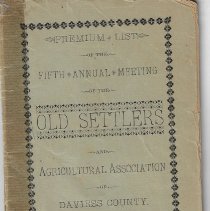 PREMIUM LIST
OF THE
FIFTH ANNUAL MEETING
OF THE
OLD SETTLERS
AND
AGRICULTURAL ASSOCIATION
OF
DAVIESS COUNTY.